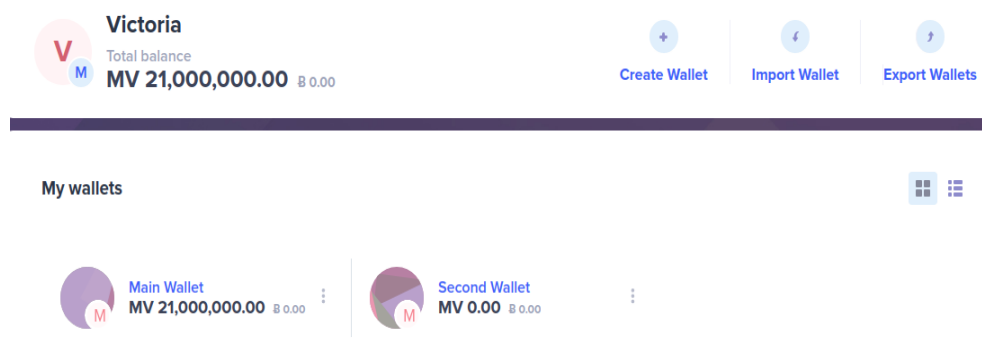 V
M
Victoria
Total balance
MV 21,000,000.00 Ƀ 0.00
Create Wallet
Import Wallet
Export Wallets
My wallets
M
Main Wallet
MV 21,000,000.00 Ƀ 0.00
M
Second Wallet
MV 0.00 Ƀ 0.00